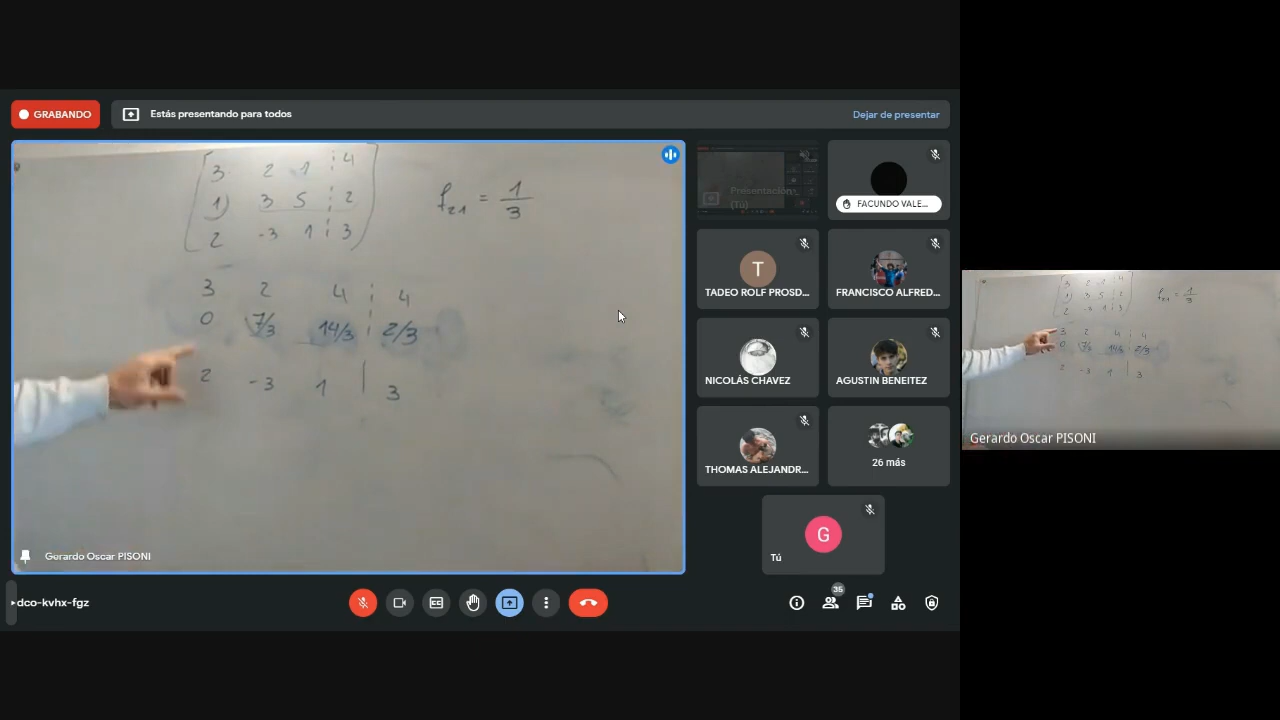 GRABANDO
Estás presentando para todos
Dejar de presentar
3 2 1 4
1) 3 5 2
2 -3 1 3
f21 = 1/3
3 2 4 4
0 7/3 14/3 2/3
2 -3 1 | 3
Gerardo Oscar PISONI
Presentación (Tú)
FACUNDO VALE...
T
TADEO ROLF PROSD...
FRANCISCO ALFRED...
NICOLÁS CHAVEZ
AGUSTIN BENEITEZ
THOMAS ALEJANDR...
26 más
G
Tú
dco-kvhx-fgz
35
Gerardo Oscar PISONI